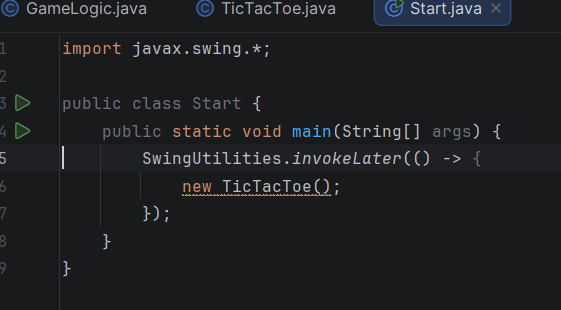 GameLogic.java TicTacToe.java Start.java
1 import javax.swing.*;
2
3 public class Start {
4 public static void main(String[] args) {
5 SwingUtilities.invokeLater(() -> {
6 new TicTacToe();
7 });
8 }
9 }